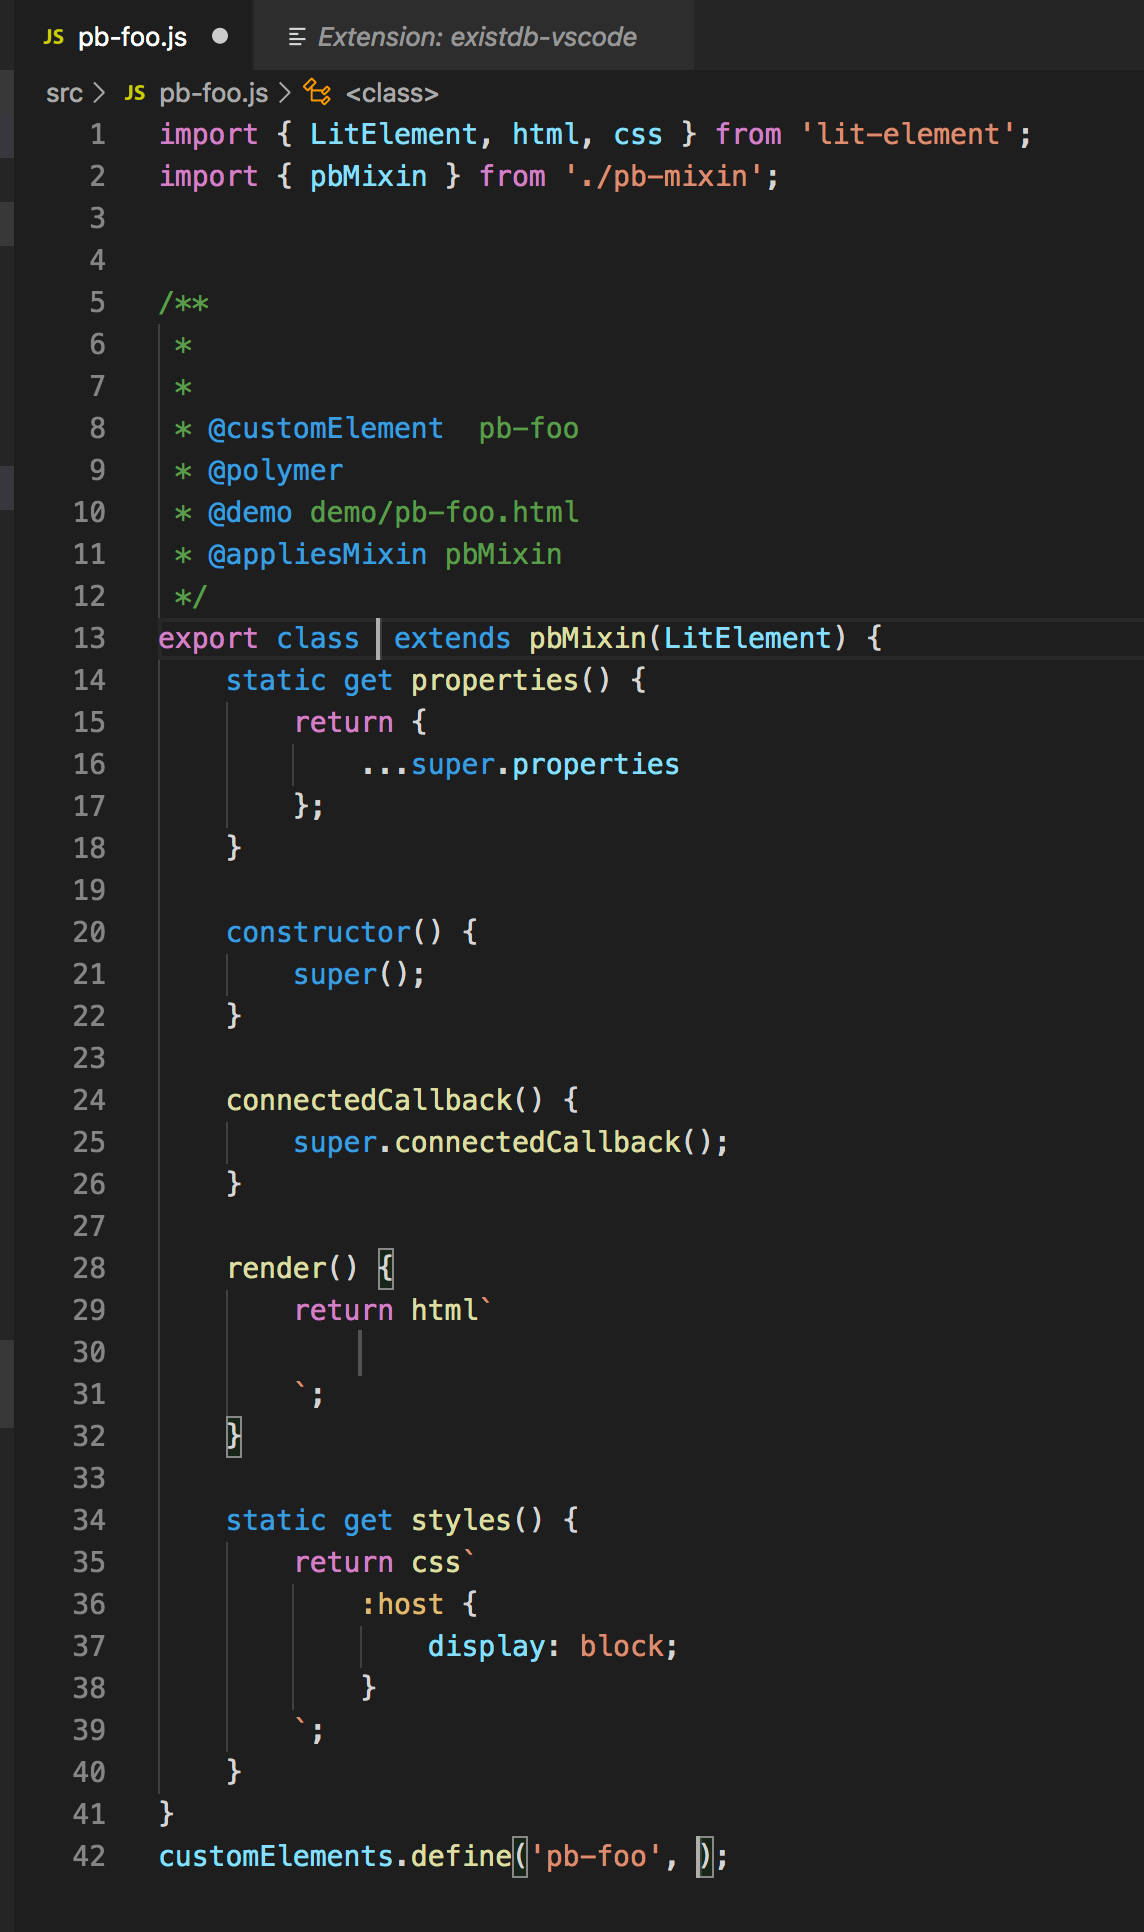 JS pb-foo.js ● Extension: existdb-vscode
src > JS pb-foo.js > <class>
1 import { LitElement, html, css } from 'lit-element';
2 import { pbMixin } from './pb-mixin';
3
4
5 /**
6 *
7 *
8 * @customElement  pb-foo
9 * @polymer
10 * @demo demo/pb-foo.html
11 * @appliesMixin pbMixin
12 */
13 export class  extends pbMixin(LitElement) {
14 static get properties() {
15 return {
16 ...super.properties
17 };
18 }
19
20 constructor() {
21 super();
22 }
23
24 connectedCallback() {
25 super.connectedCallback();
26 }
27
28 render() {
29 return html`
30
31 `;
32 }
33
34 static get styles() {
35 return css`
36 :host {
37 display: block;
38 }
39 `;
40 }
41 }
42 customElements.define('pb-foo', );